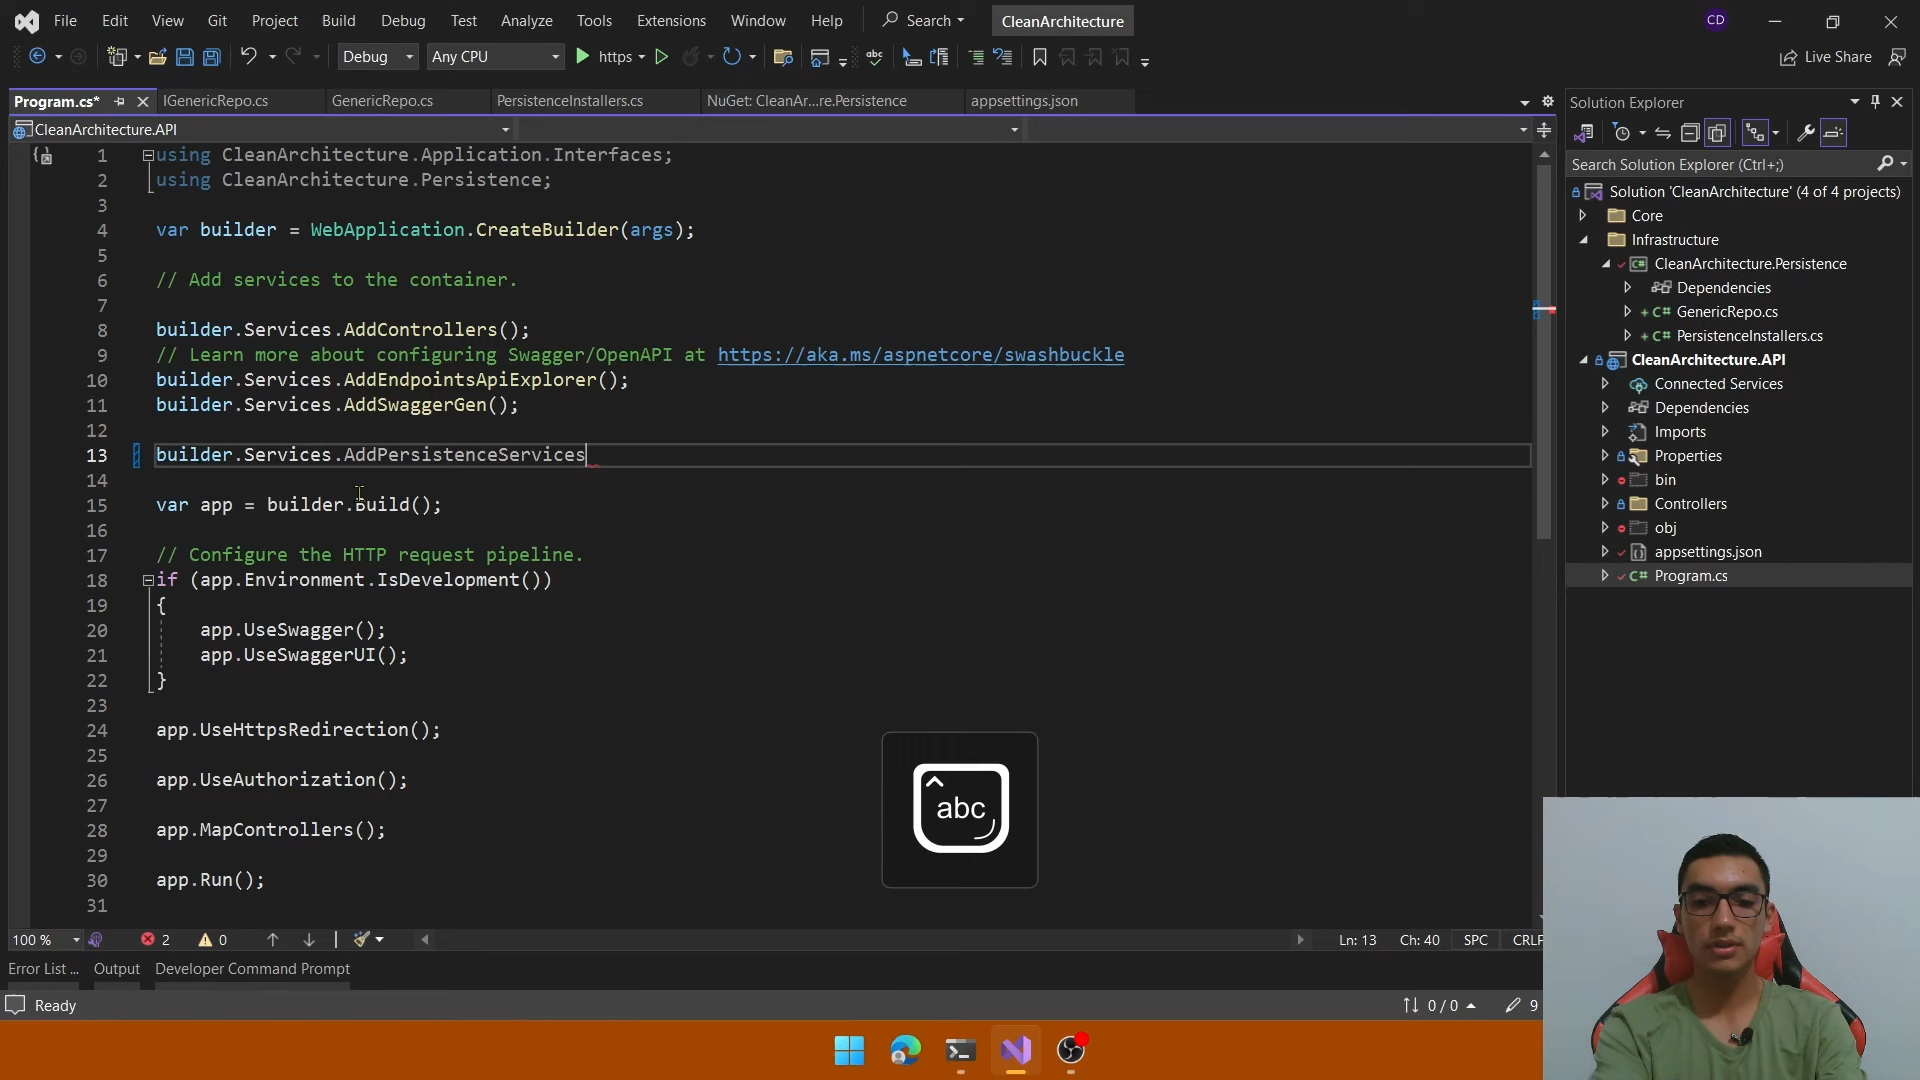 File Edit View Git Project Build Debug Test Analyze Tools Extensions Window Help Search CleanArchitecture CD
Debug Any CPU https Live Share
Program.cs* IGenericRepo.cs GenericRepo.cs PersistenceInstallers.cs NuGet: CleanAr...re.Persistence appsettings.json
CleanArchitecture.API
1 using CleanArchitecture.Application.Interfaces;
2 using CleanArchitecture.Persistence;
3
4 var builder = WebApplication.CreateBuilder(args);
5
6 // Add services to the container.
7
8 builder.Services.AddControllers();
9 // Learn more about configuring Swagger/OpenAPI at https://aka.ms/aspnetcore/swashbuckle
10 builder.Services.AddEndpointsApiExplorer();
11 builder.Services.AddSwaggerGen();
12
13 builder.Services.AddPersistenceServices
14
15 var app = builder.Build();
16
17 // Configure the HTTP request pipeline.
18 if (app.Environment.IsDevelopment())
19 {
20 app.UseSwagger();
21 app.UseSwaggerUI();
22 }
23
24 app.UseHttpsRedirection();
25
26 app.UseAuthorization();
27
28 app.MapControllers();
29
30 app.Run();
31
abc
100 % 2 0 Ln: 13 Ch: 40 SPC CRLF
Error List ... Output Developer Command Prompt
Ready 0 / 0 9
Solution Explorer
Search Solution Explorer (Ctrl+;)
Solution 'CleanArchitecture' (4 of 4 projects)
Core
Infrastructure
CleanArchitecture.Persistence
Dependencies
GenericRepo.cs
PersistenceInstallers.cs
CleanArchitecture.API
Connected Services
Dependencies
Imports
Properties
bin
Controllers
obj
appsettings.json
Program.cs